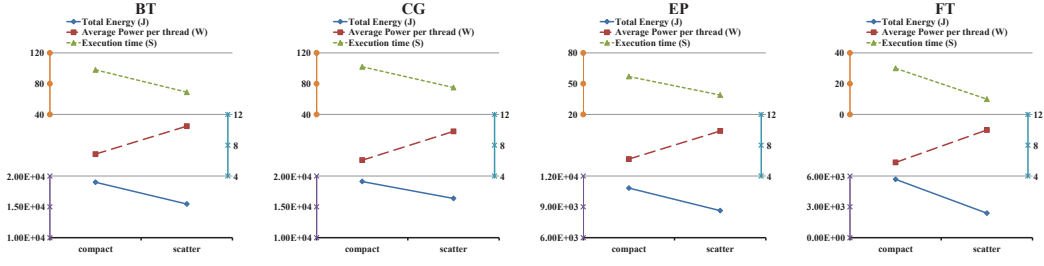 BT
Total Energy (J)
Average Power per thread (W)
Execution time (S)
120
80
40
12
8
4
2.00E+04
1.50E+04
1.00E+04
compact scatter
CG
Total Energy (J)
Average Power per thread (W)
Execution time (S)
120
80
40
12
8
4
2.00E+04
1.50E+04
1.00E+04
compact scatter
EP
Total Energy (J)
Average Power per thread (W)
Execution time (S)
80
50
20
12
8
4
1.20E+04
9.00E+03
6.00E+03
compact scatter
FT
Total Energy (J)
Average Power per thread (W)
Execution time (S)
40
20
0
12
8
4
6.00E+03
3.00E+03
0.00E+00
compact scatter